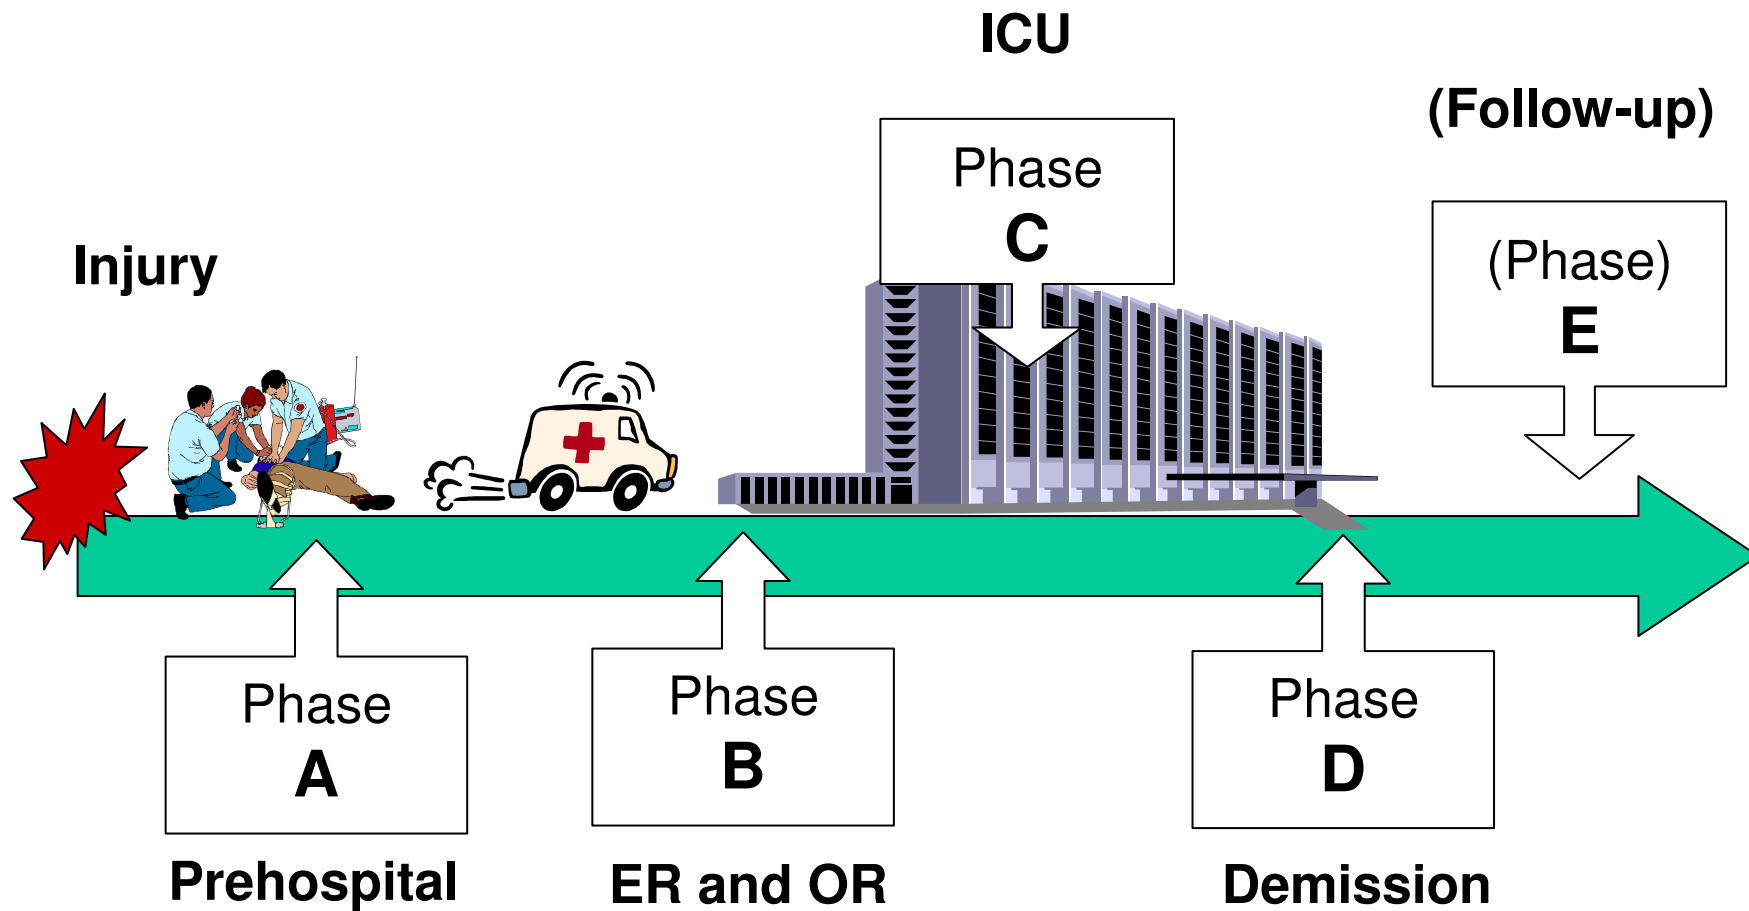 ICU
(Follow-up)
Phase
C
(Phase)
E
Injury
Phase
A
Phase
B
Phase
D
Prehospital
ER and OR
Demission